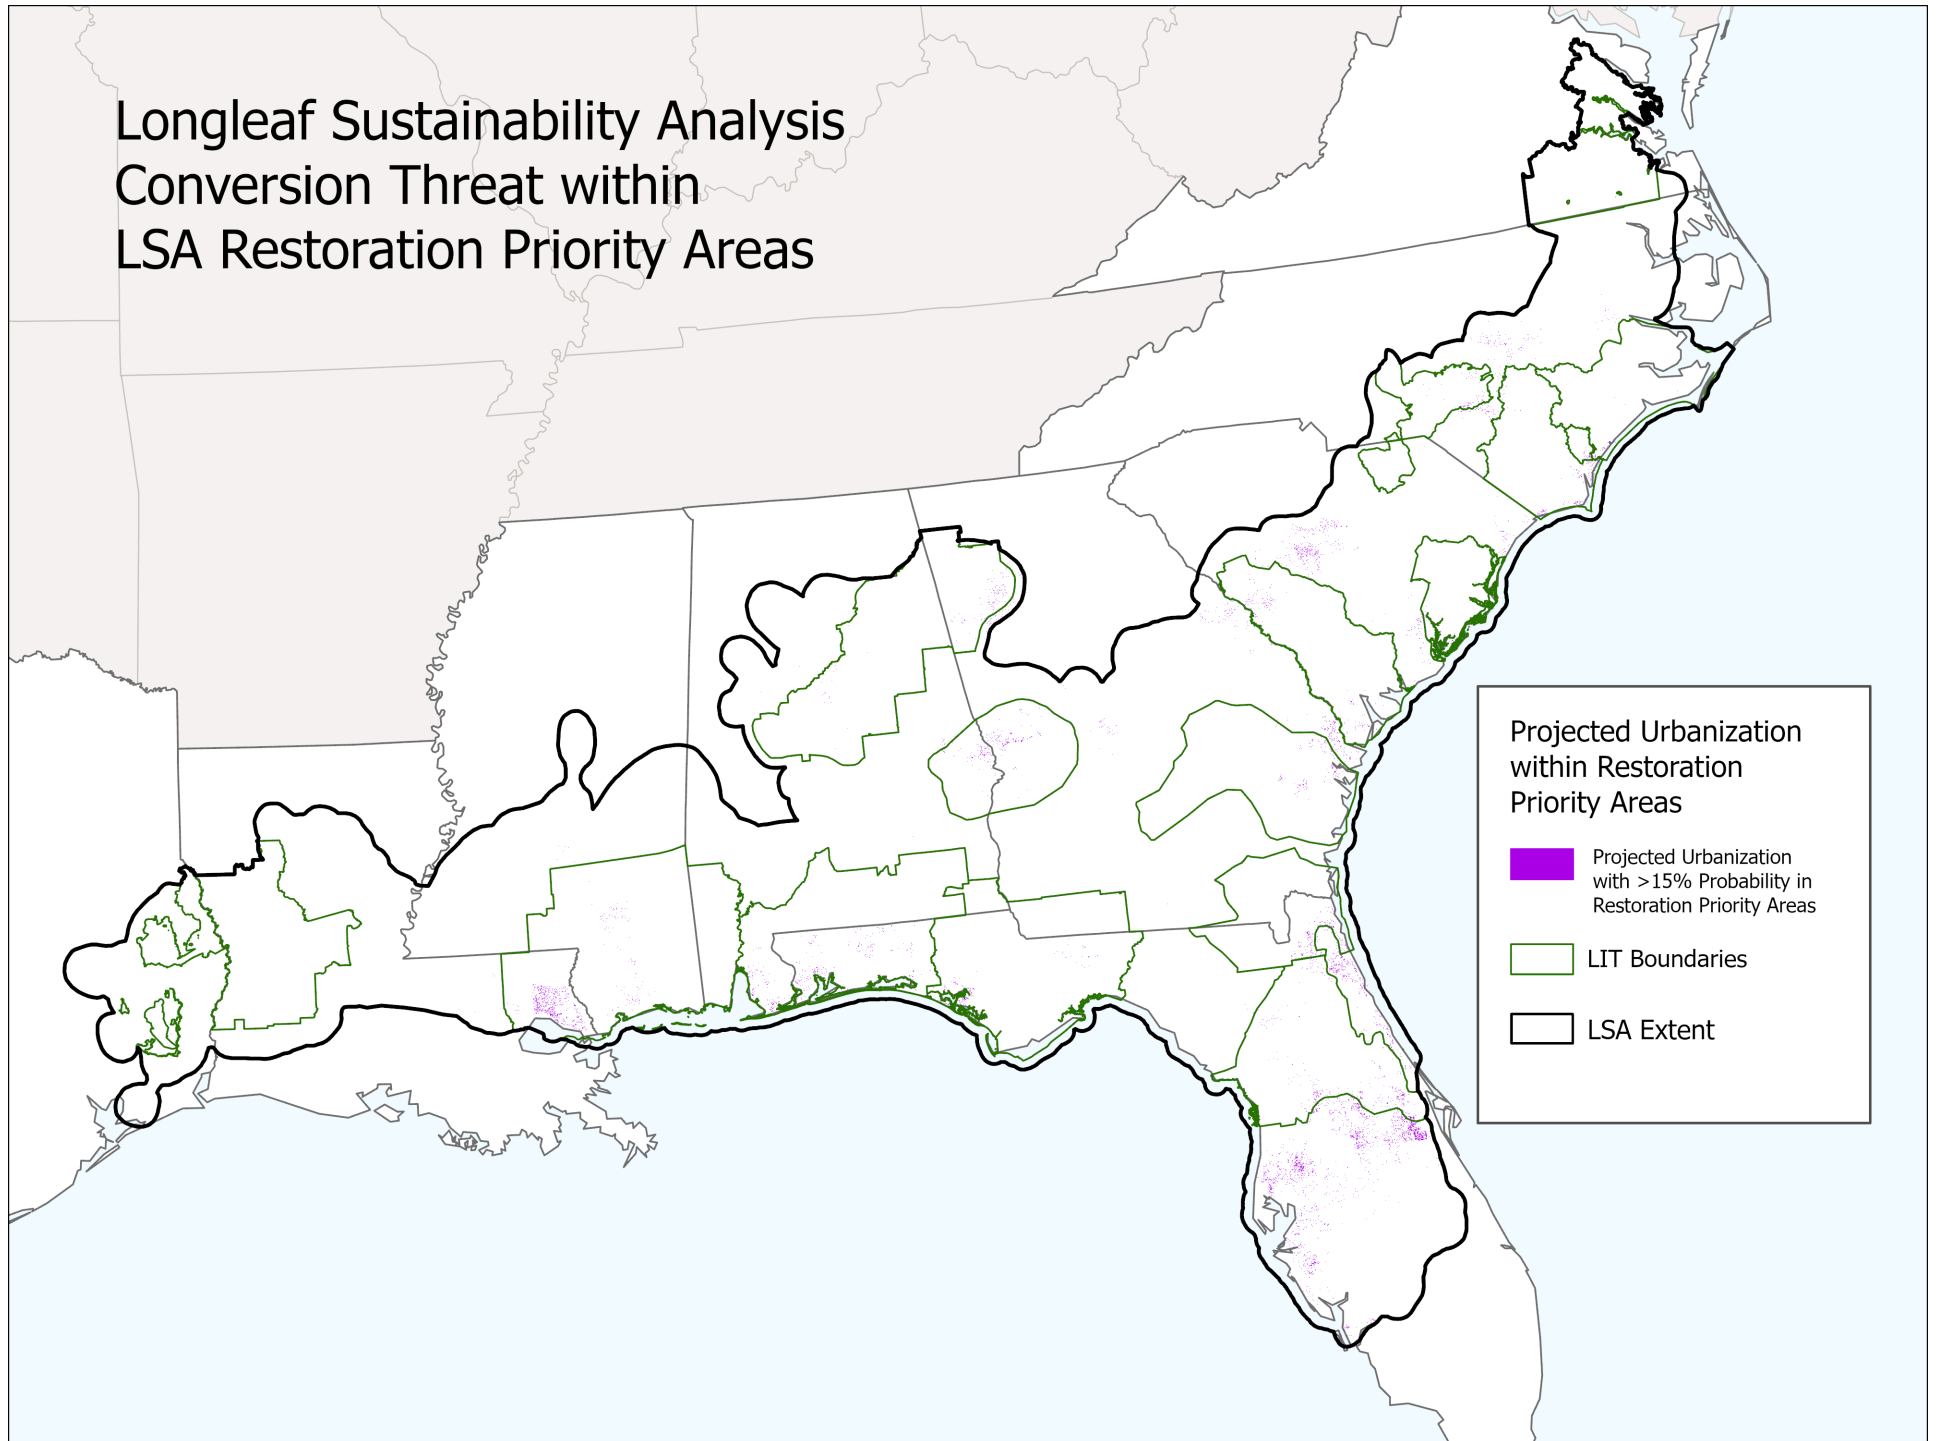 Longleaf Sustainability Analysis
Conversion Threat within
LSA Restoration Priority Areas
Projected Urbanization
within Restoration
Priority Areas
Projected Urbanization
with >15% Probability in
Restoration Priority Areas
LIT Boundaries
LSA Extent